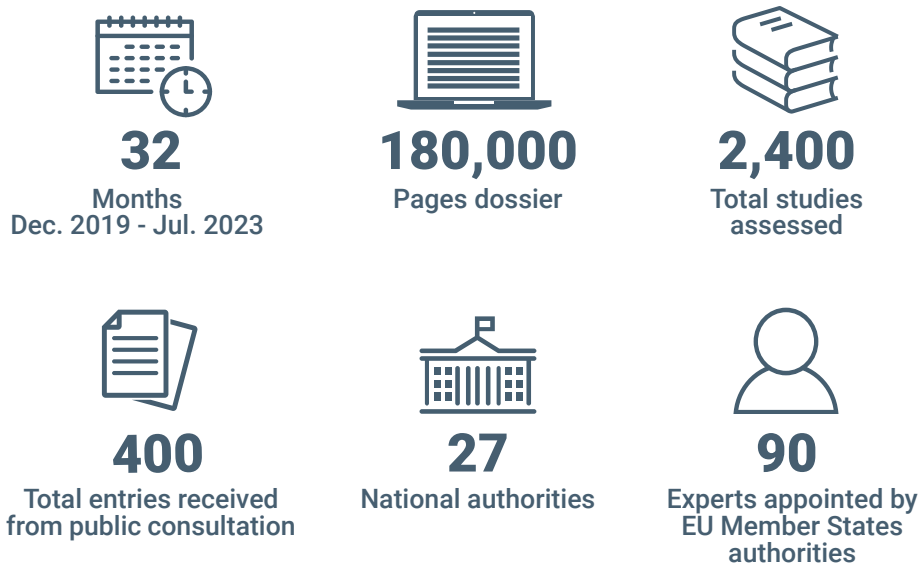 32
Months
Dec. 2019 - Jul. 2023
180,000
Pages dossier
2,400
Total studies
assessed
400
Total entries received
from public consultation
27
National authorities
90
Experts appointed by
EU Member States
authorities